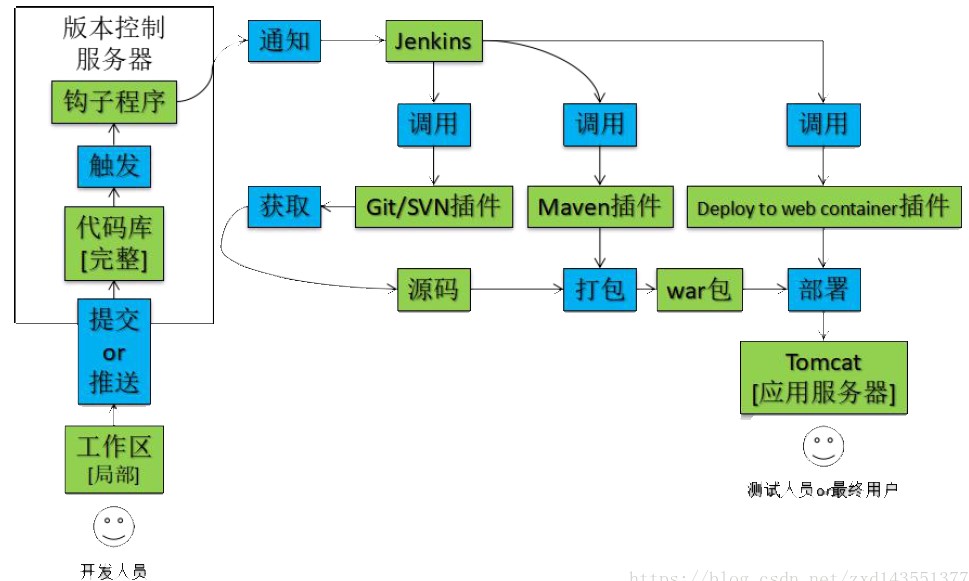 版本控制
服务器
钩子程序
触发
代码库
[完整]
提交
or
推送
工作区
[局部]
开发人员
通知
Jenkins
调用
调用
调用
获取
Git/SVN插件
Maven插件
Deploy to web container插件
源码
打包
war包
部署
Tomcat
[应用服务器]
测试人员or最终用户
https://blog.csdn.net/zxd143551377